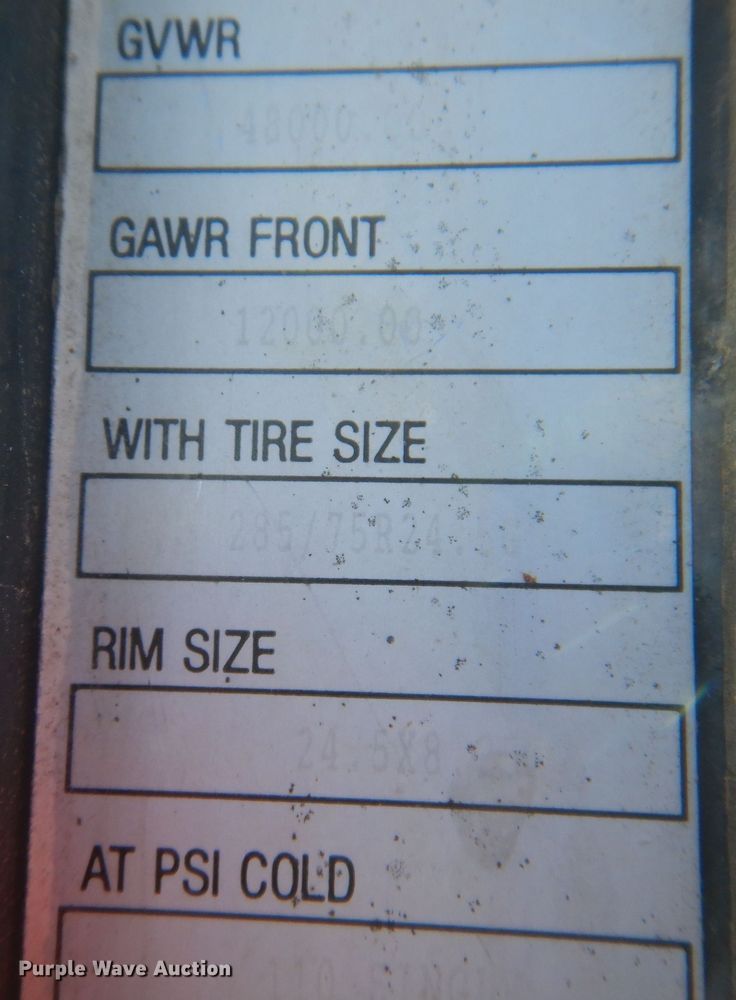 GVWR
48000.
GAWR FRONT
12000.00
WITH TIRE SIZE
285/75R24.
RIM SIZE
24.5X8
AT PSI COLD
110
Purple Wave Auction